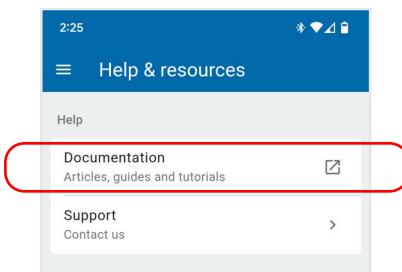 2:25
Help & resources
Help
Documentation
Articles, guides and tutorials
Support
Contact us